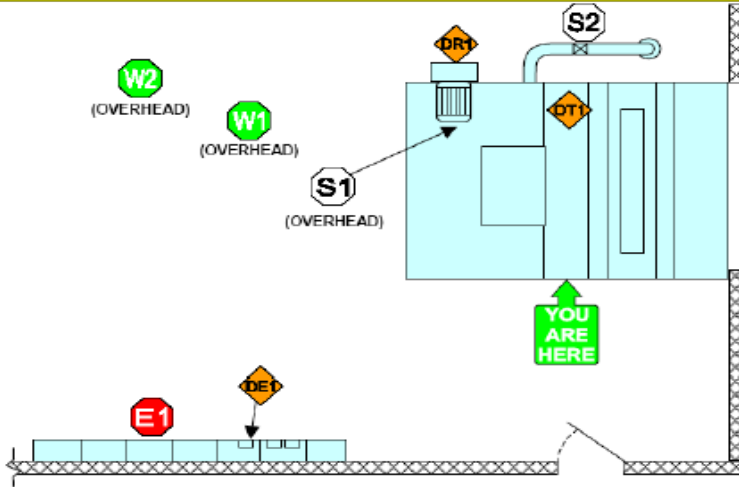 S2
DR1
W2
(OVERHEAD)
W1
(OVERHEAD)
DT1
S1
(OVERHEAD)
YOU
ARE
HERE
DE1
E1